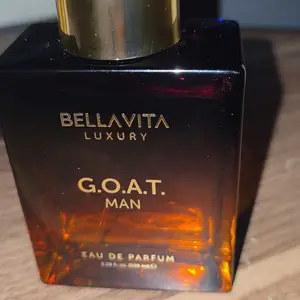 BELLAVITA
LUXURY
G.O.A.T.
MAN
EAU DE PARFUM